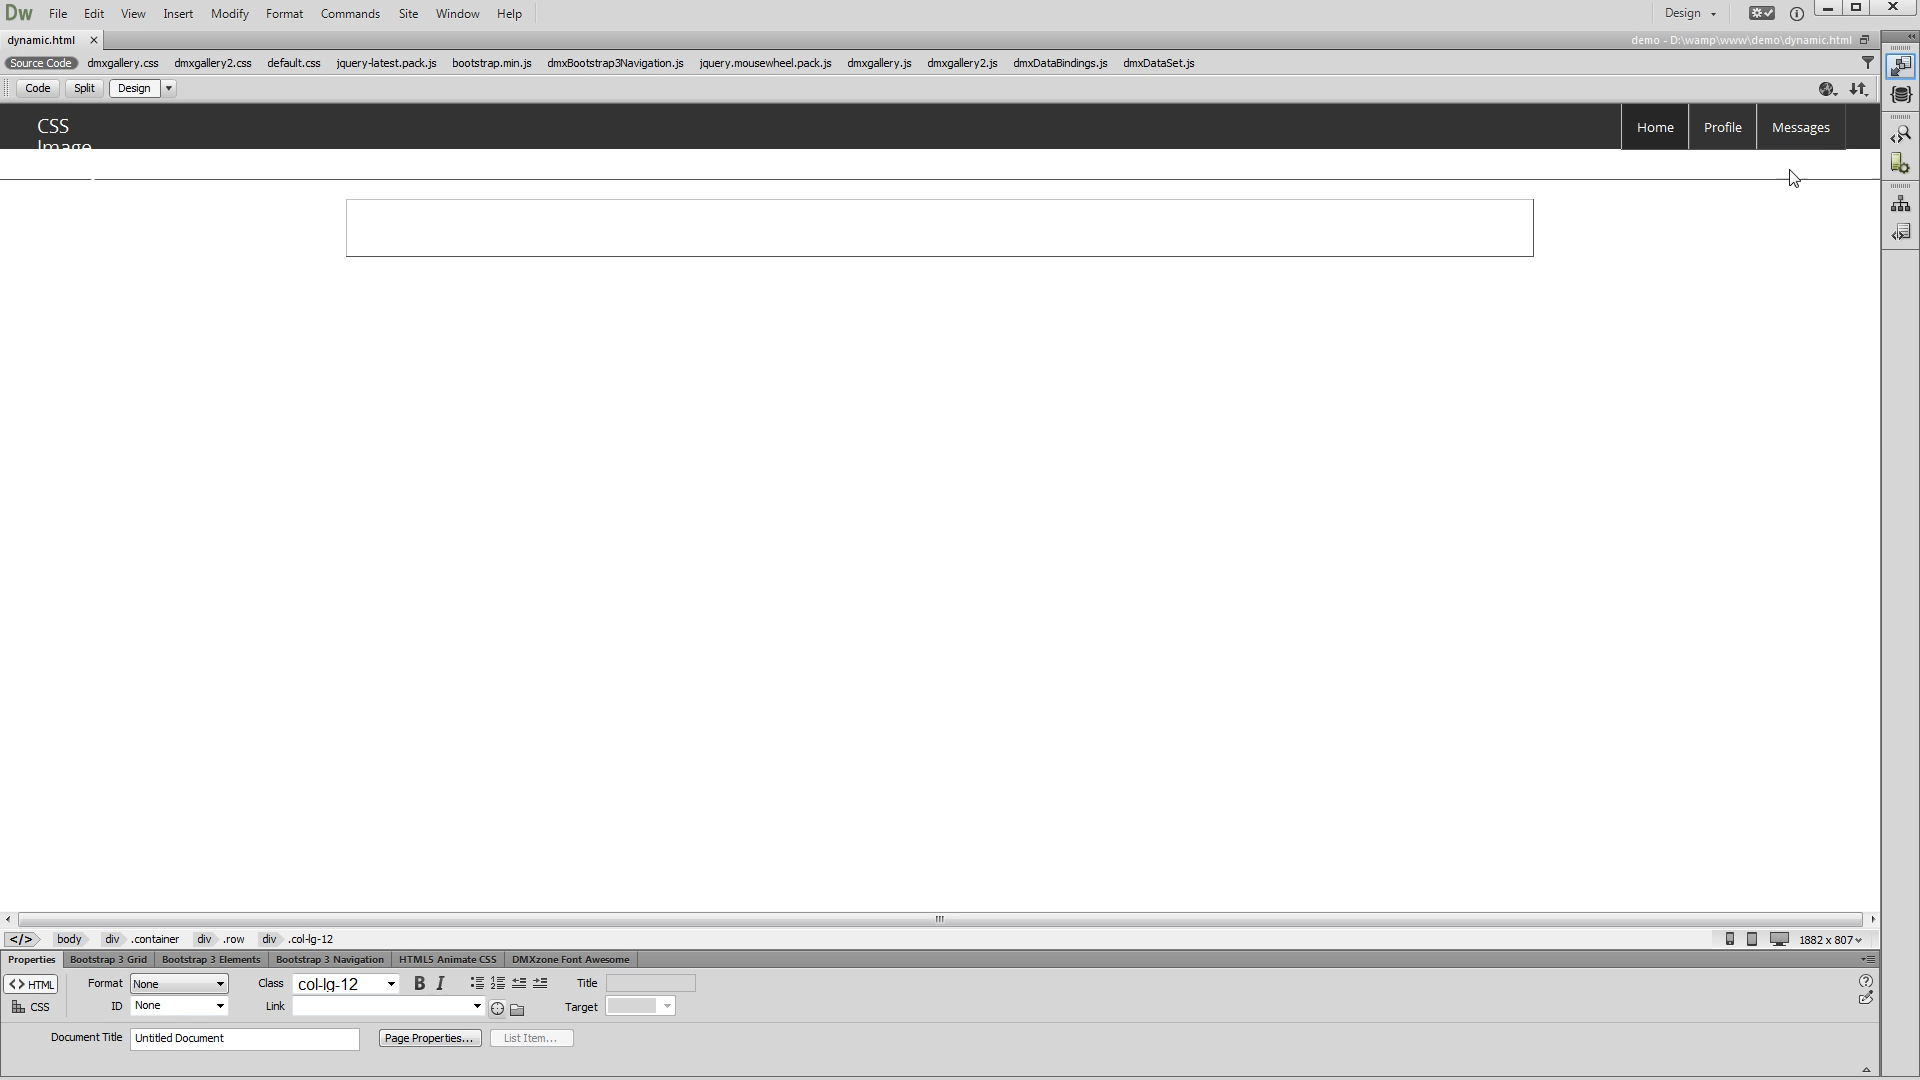 Dw File Edit View Insert Modify Format Commands Site Window Help Design
dynamic.html demo - D:\wamp\www\demo\dynamic.html
Source Code dmxgallery.css dmxgallery2.css default.css jquery-latest.pack.js bootstrap.min.js dmxBootstrap3Navigation.js jquery.mousewheel.pack.js dmxgallery.js dmxgallery2.js dmxDataBindings.js dmxDataSet.js
Code Split Design
CSS Home Profile Messages
Image
</> body div .container div .row div .col-lg-12 1882 x 807
Properties Bootstrap 3 Grid Bootstrap 3 Elements Bootstrap 3 Navigation HTML5 Animate CSS DMXzone Font Awesome
<> HTML Format None Class col-lg-12 B I Title
CSS ID None Link Target
Document Title Untitled Document Page Properties... List Item...